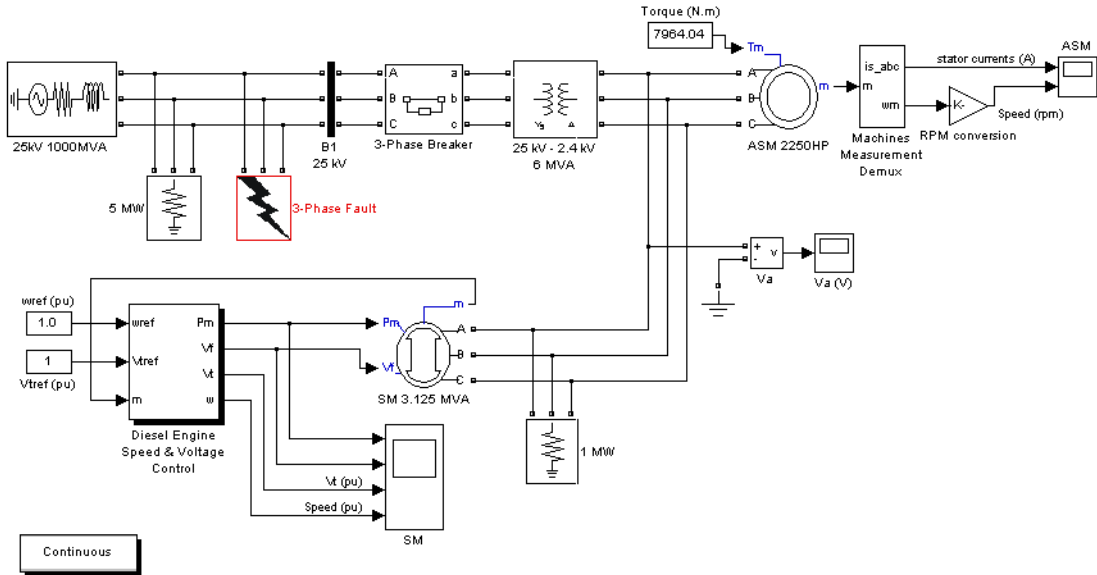 Torque (N.m)
7964.04
Tm
A
B
C
m
ASM 2250HP
m
is_abc
wm
Machines
Measurement
Demux
stator currents (A)
K-
RPM conversion
Speed (rpm)
ASM
25kV 1000MVA
B1
25 kV
A
B
C
a
b
c
3-Phase Breaker
Yg
Δ
25 kV - 2.4 kV
6 MVA
5 MW
3-Phase Fault
+
-
v
Va
Va (V)
wref (pu)
1.0
1
Vtref (pu)
wref
Vtref
m
Pm
Vf
Vt
w
Diesel Engine
Speed & Voltage
Control
m
Pm
Vf
A
B
C
SM 3.125 MVA
1 MW
Vt (pu)
Speed (pu)
SM
Continuous